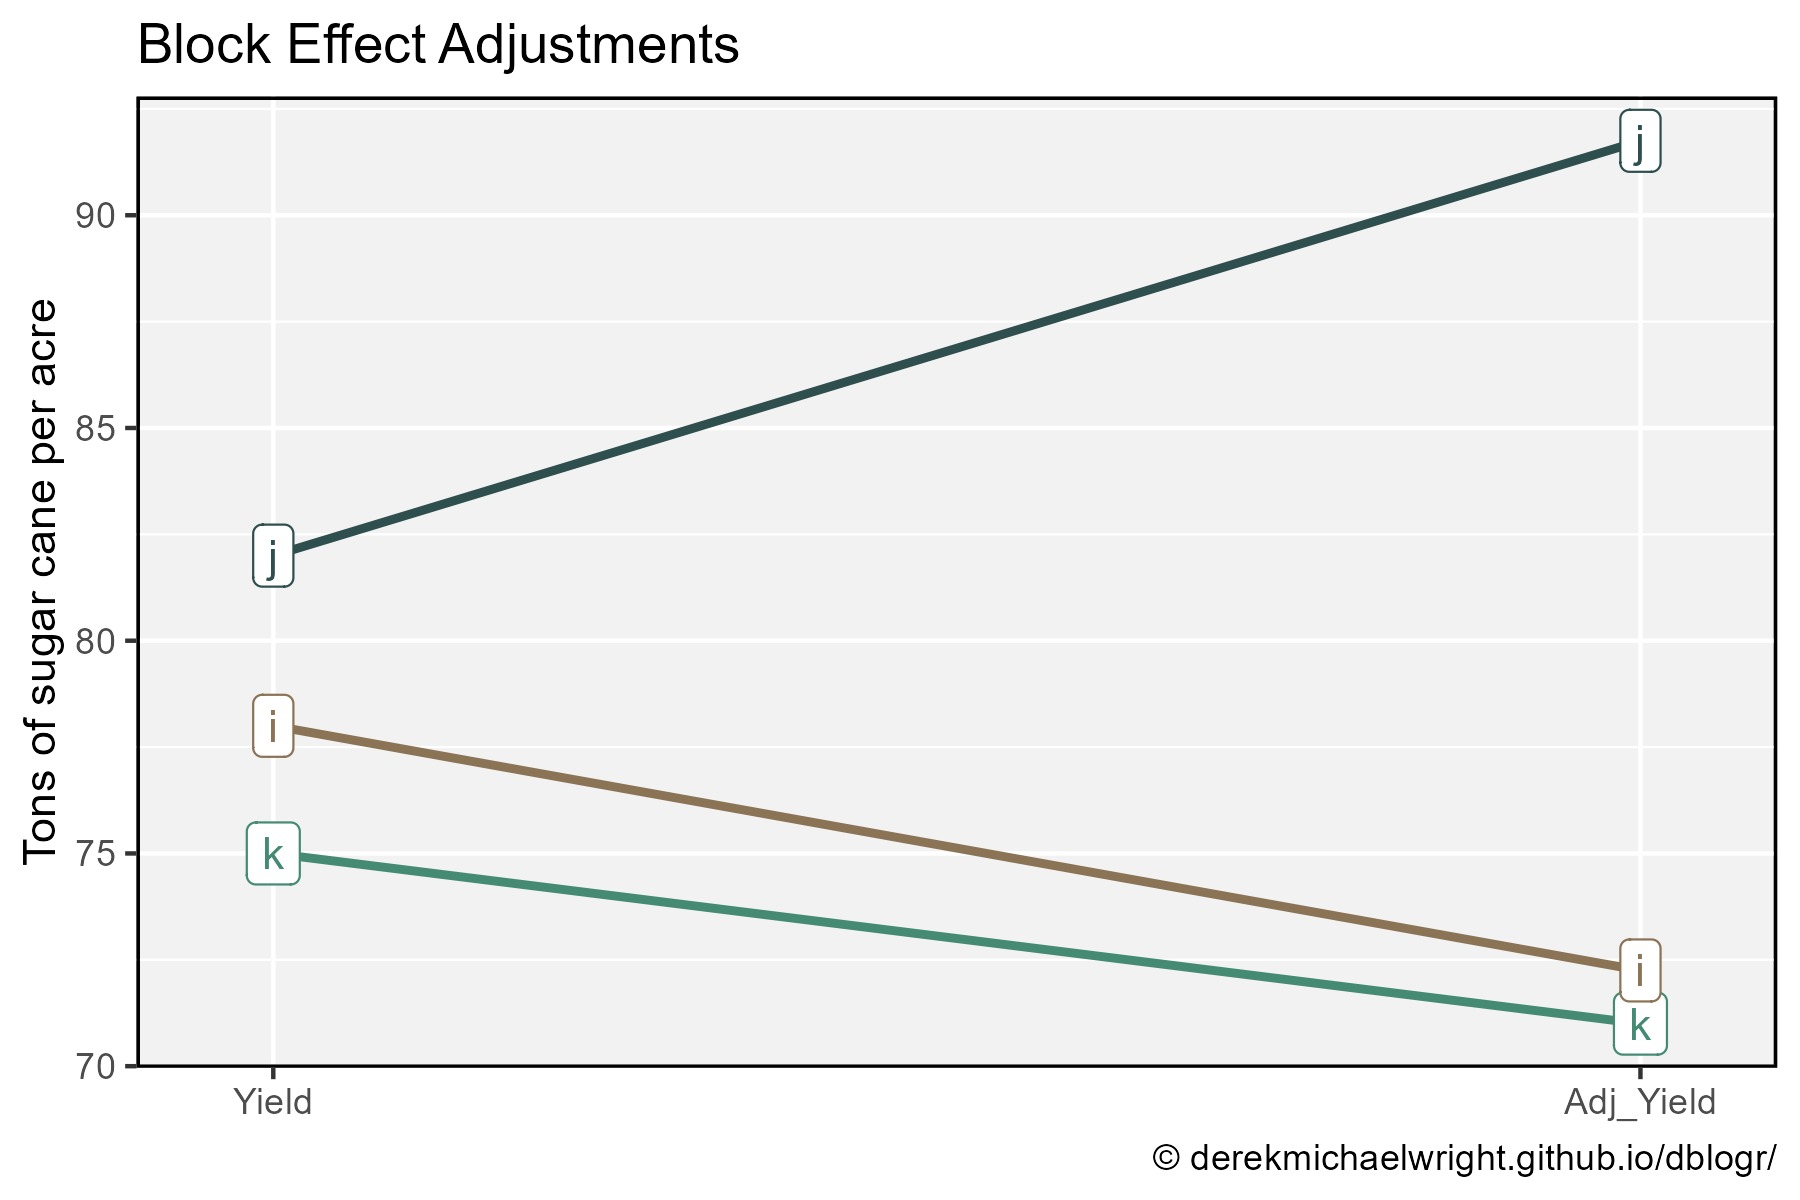 Block Effect Adjustments
Tons of sugar cane per acre
90
85
80
75
70
j
i
k
j
i
k
Yield
Adj_Yield
© derekmichaelwright.github.io/dblogr/